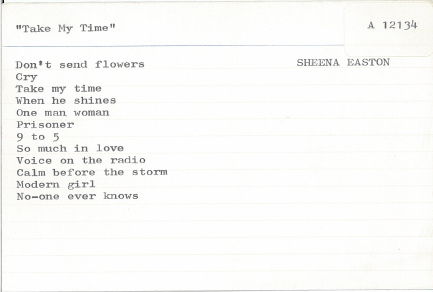 "Take My Time"
A 12134
Don't send flowers
SHEENA EASTON
Cry
Take my time
When he shines
One man woman
Prisoner
9 to 5
So much in love
Voice on the radio
Calm before the storm
Modern girl
No-one ever knows